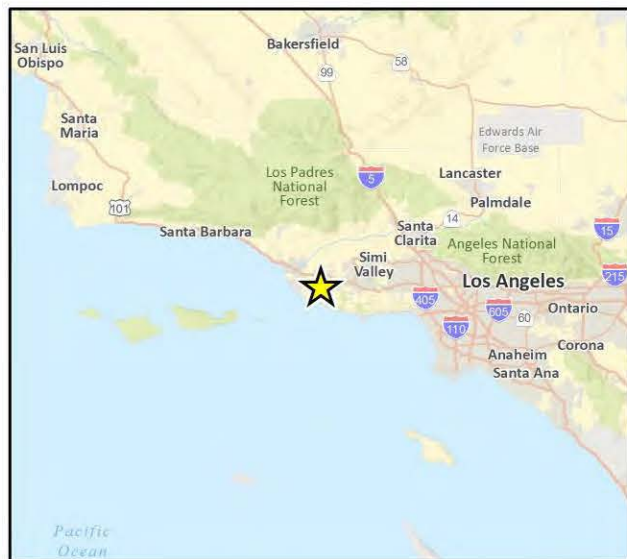 San Luis
Obispo
Bakersfield
58
99
Santa
Maria
Edwards Air
Force Base
Los Padres
National
Forest
5
Lancaster
Lompoc
101
Palmdale
14
Santa Barbara
Santa
Clarita
15
Simi
Valley
Angeles National
Forest
215
Los Angeles
405
605
Ontario
60
110
Corona
Anaheim
Santa Ana
Pacific
Ocean